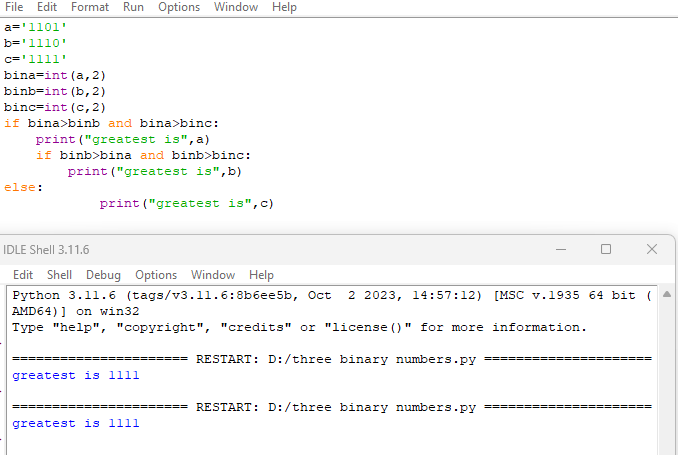 File Edit Format Run Options Window Help
a='1101'
b='1110'
c='1111'
bina=int(a,2)
binb=int(b,2)
binc=int(c,2)
if bina>binb and bina>binc:
    print("greatest is",a)
    if binb>bina and binb>binc:
        print("greatest is",b)
else:
            print("greatest is",c)
IDLE Shell 3.11.6
Edit Shell Debug Options Window Help
Python 3.11.6 (tags/v3.11.6:8b6ee5b, Oct  2 2023, 14:57:12) [MSC v.1935 64 bit (
AMD64)] on win32
Type "help", "copyright", "credits" or "license()" for more information.
====================== RESTART: D:/three binary numbers.py =====================
greatest is 1111
====================== RESTART: D:/three binary numbers.py =====================
greatest is 1111